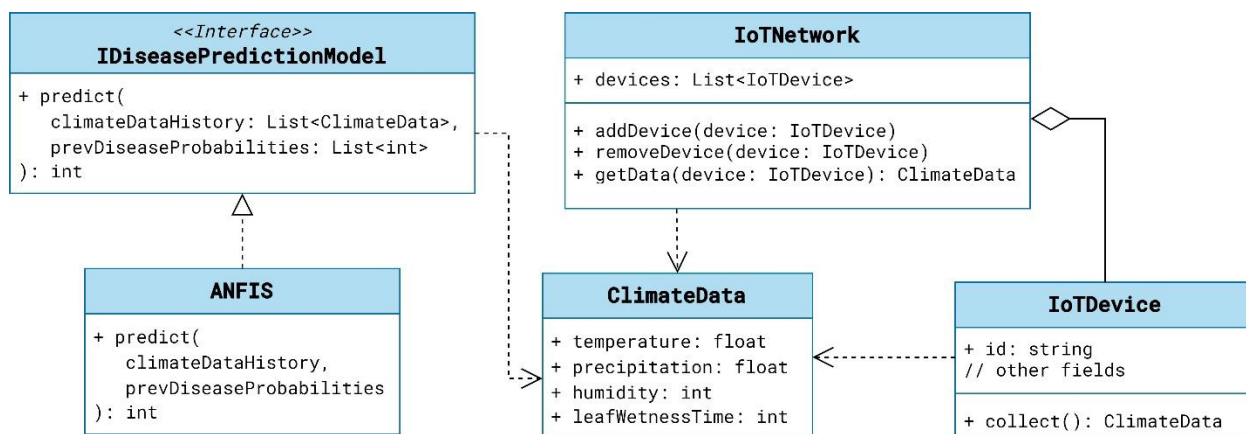 <<Interface>>
IDiseasePredictionModel
+ predict(
climateDataHistory: List<ClimateData>,
prevDiseaseProbabilities: List<int>
): int
IoTNetwork
+ devices: List<IoTDevice>
+ addDevice(device: IoTDevice)
+ removeDevice(device: IoTDevice)
+ getData(device: IoTDevice): ClimateData
ANFIS
+ predict(
climateDataHistory,
prevDiseaseProbabilities
): int
ClimateData
+ temperature: float
+ precipitation: float
+ humidity: int
+ leafWetnessTime: int
IoTDevice
+ id: string
// other fields
+ collect(): ClimateData